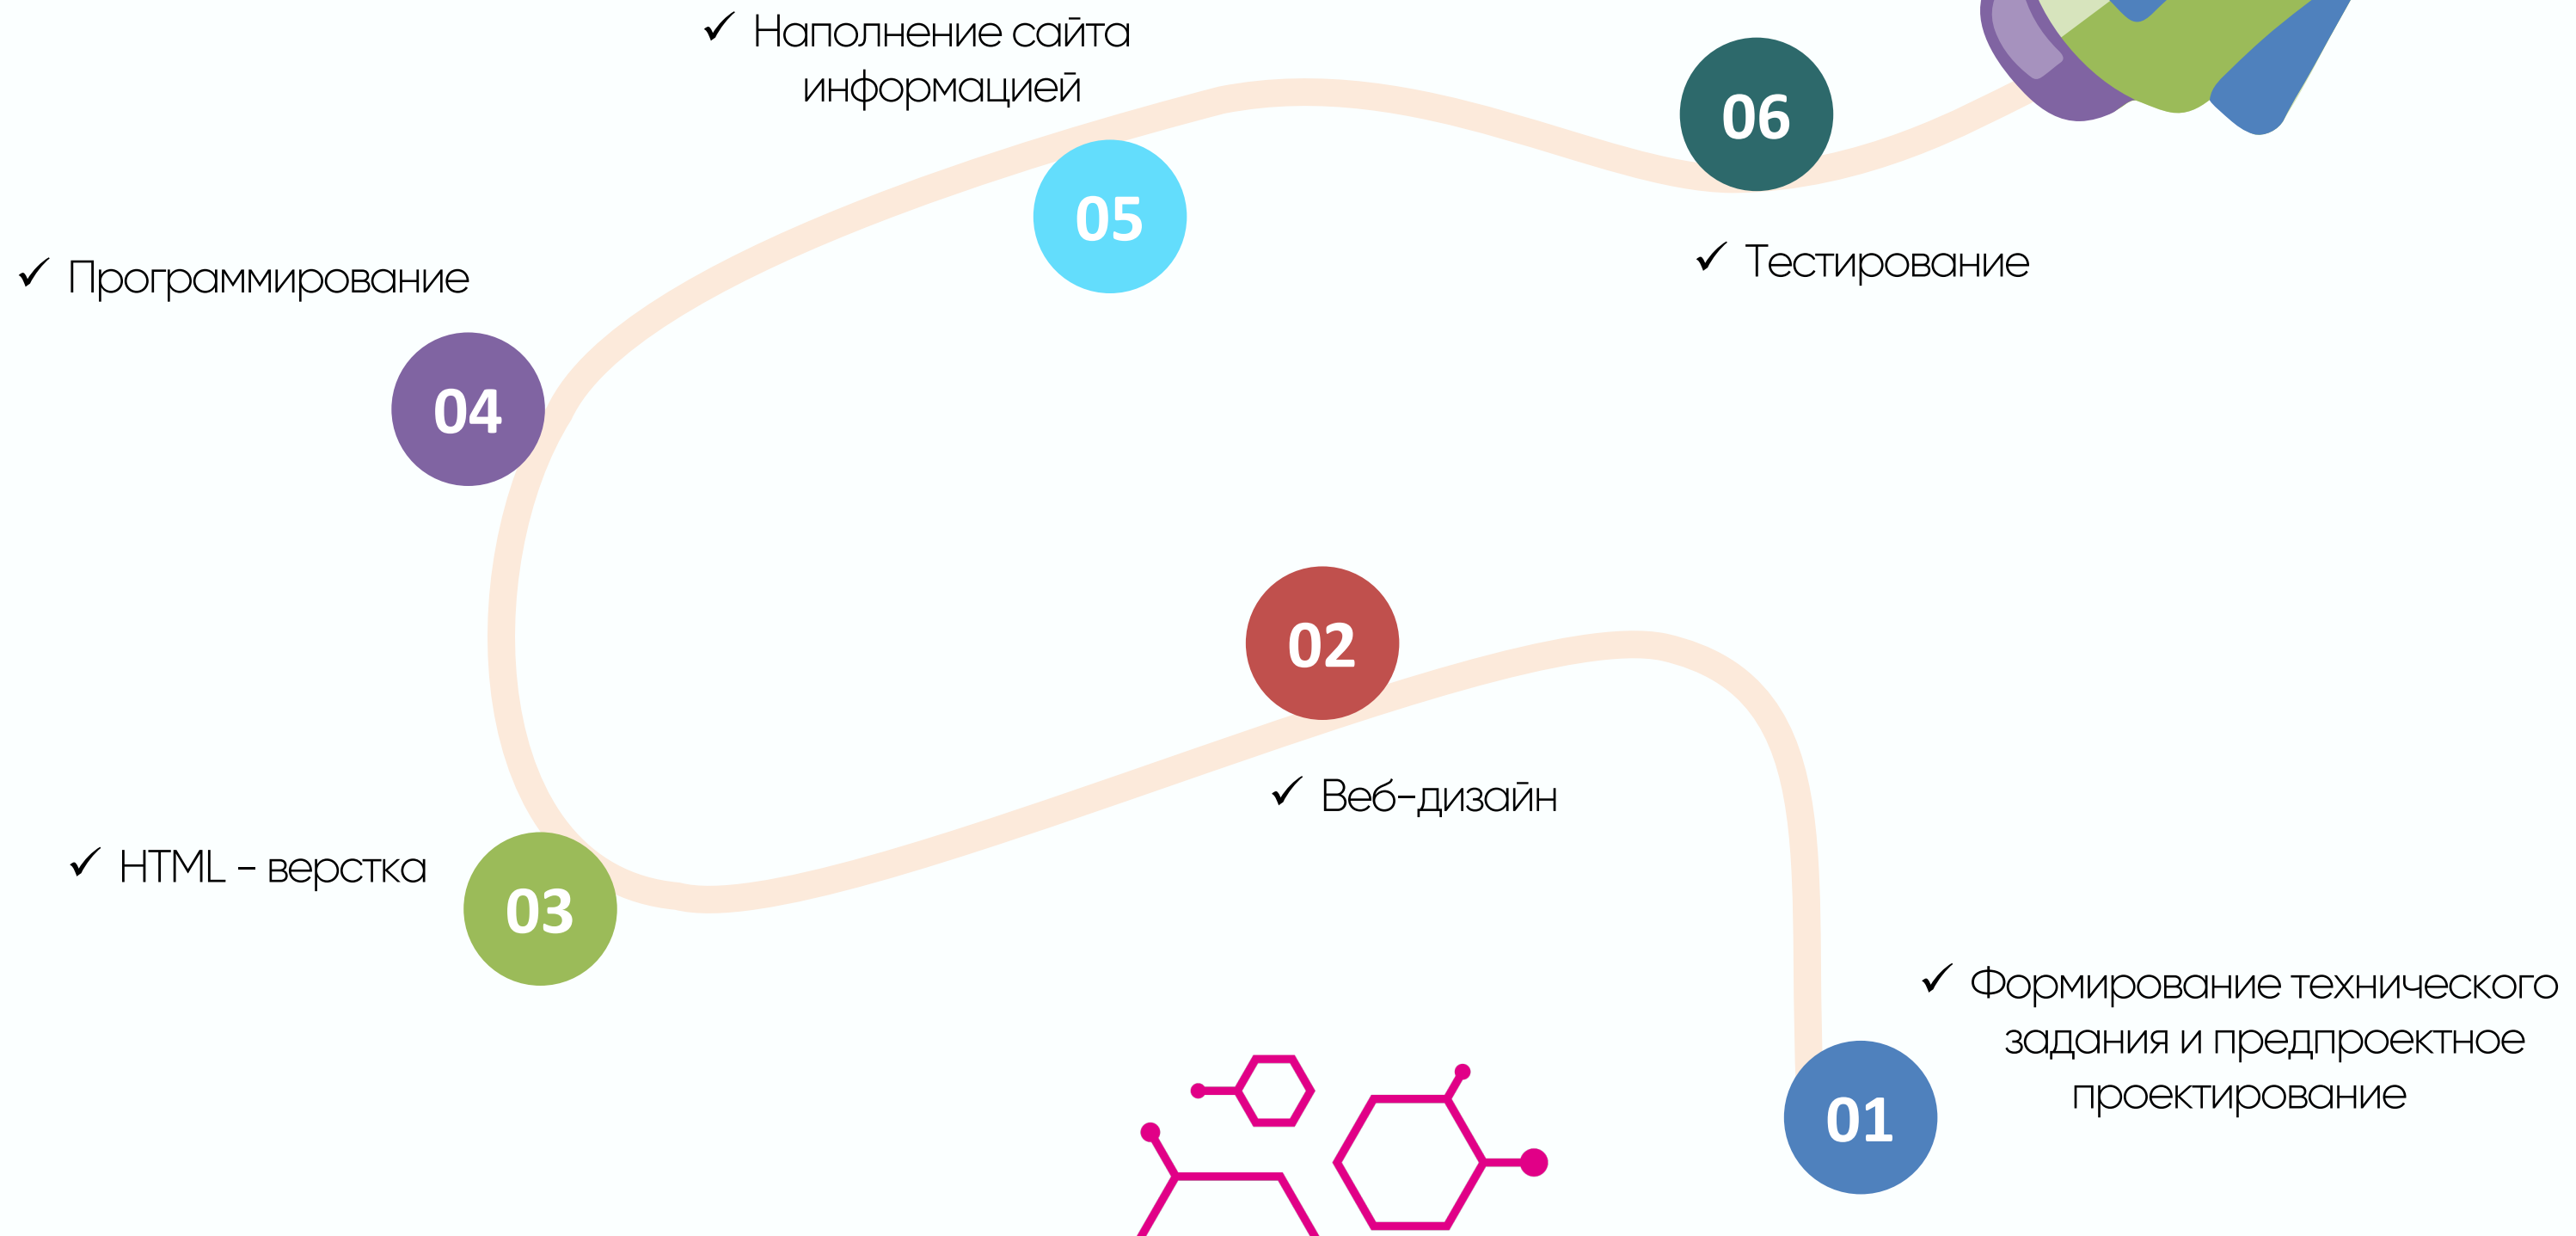 ✓ Наполнение сайта
информацией
06
05
✓ Тестирование
✓ Программирование
04
02
✓ Веб-дизайн
✓ HTML - верстка
03
✓ Формирование технического
задания и предпроектное
проектирование
01